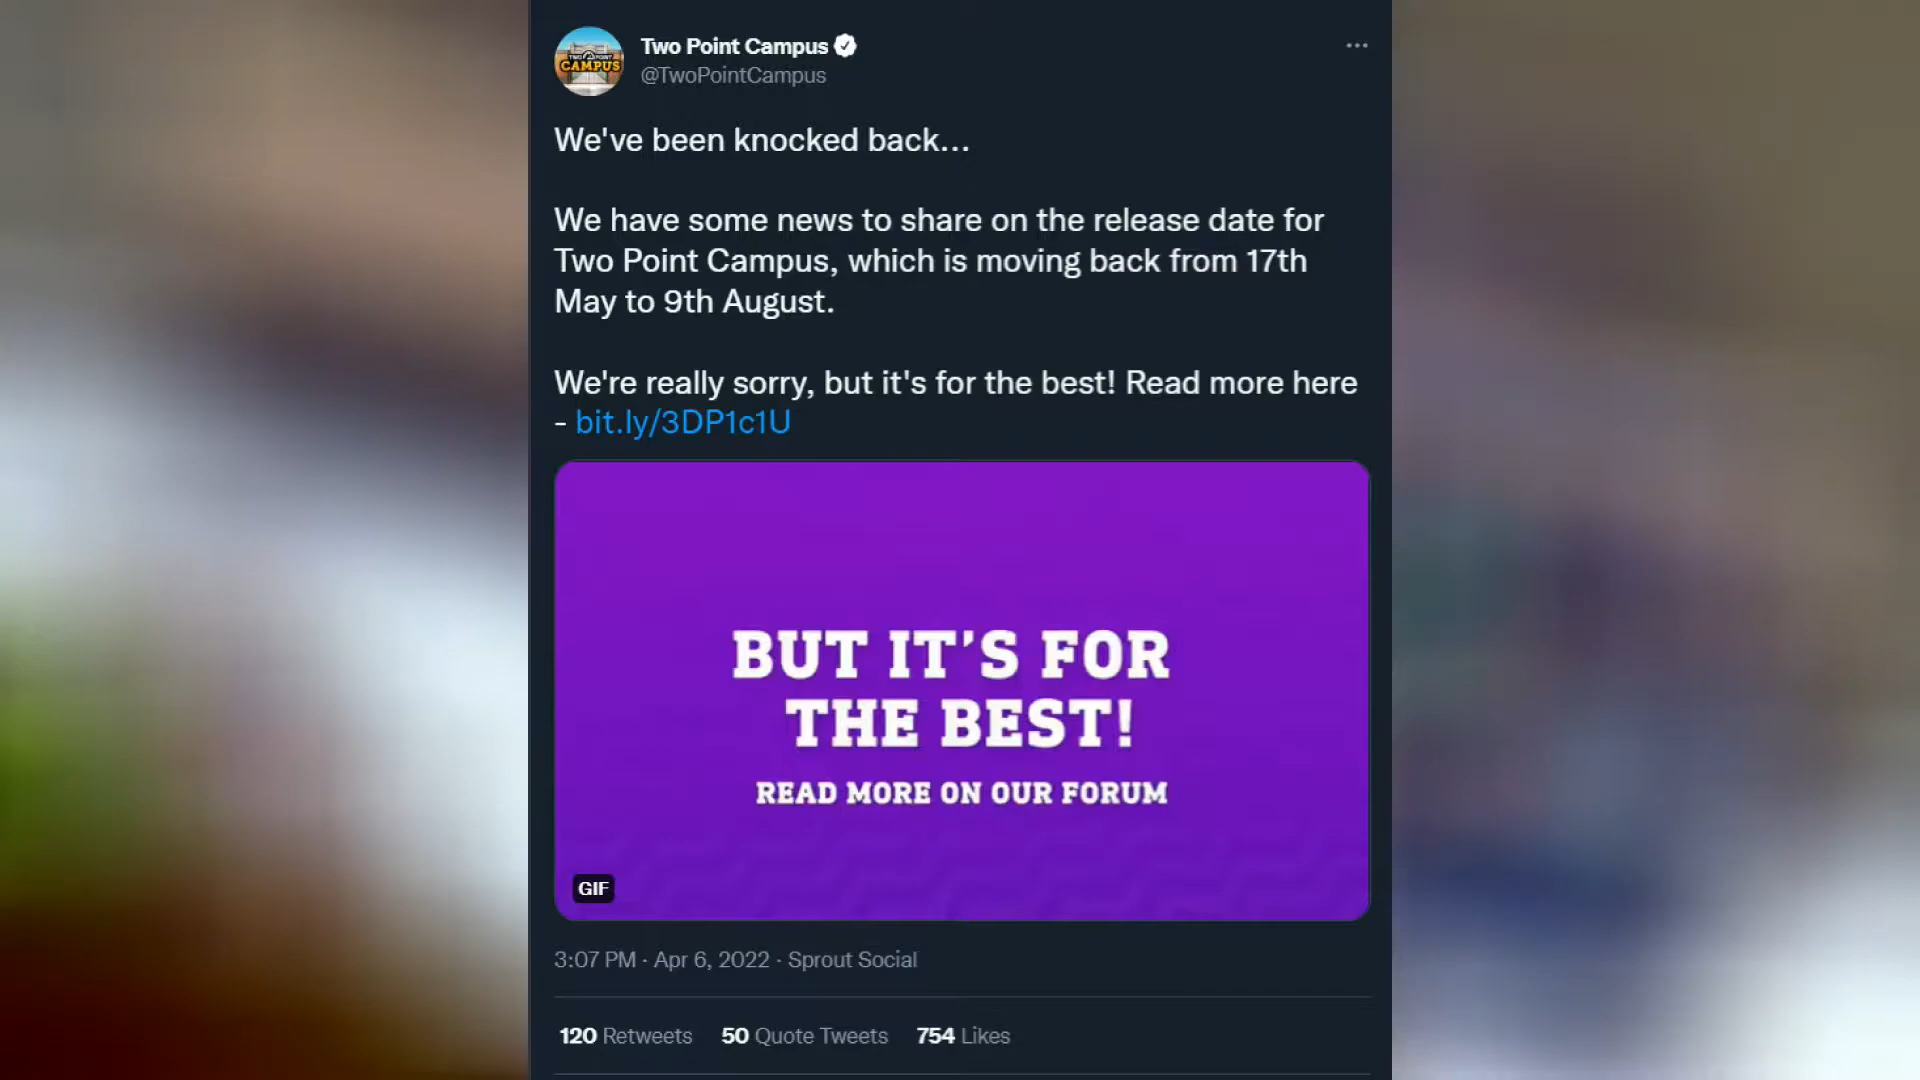 Two Point Campus
@TwoPointCampus
TWO POINT
CAMPUS
We've been knocked back...
We have some news to share on the release date for
Two Point Campus, which is moving back from 17th
May to 9th August.
We're really sorry, but it's for the best! Read more here
- bit.ly/3DP1c1U
BUT IT'S FOR
THE BEST!
READ MORE ON OUR FORUM
GIF
3:07 PM · Apr 6, 2022 · Sprout Social
120 Retweets 50 Quote Tweets 754 Likes